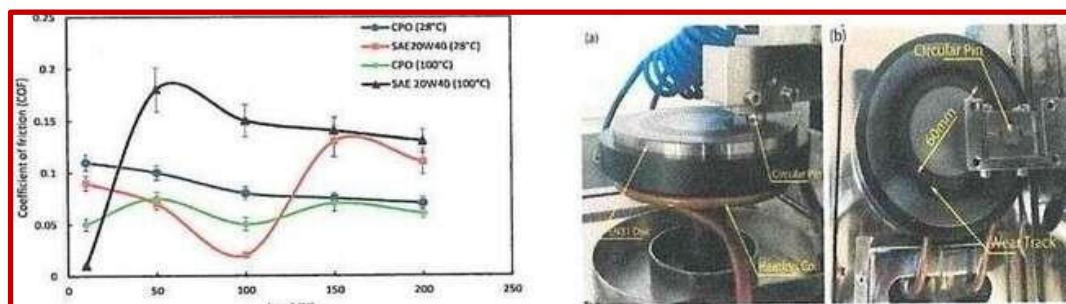 0.25
0.2
0.15
0.1
0.05
0
Coefficient of friction (COF)
CPO (28°C)
SAE20W40 (28°C)
CPO (100°C)
SAE 20W40 (100°C)
0
50
100
150
200
250
(a)
Circular Pin
EN31 Disc
Heating Co
(b)
Circular Pin
60mm
Wear Track